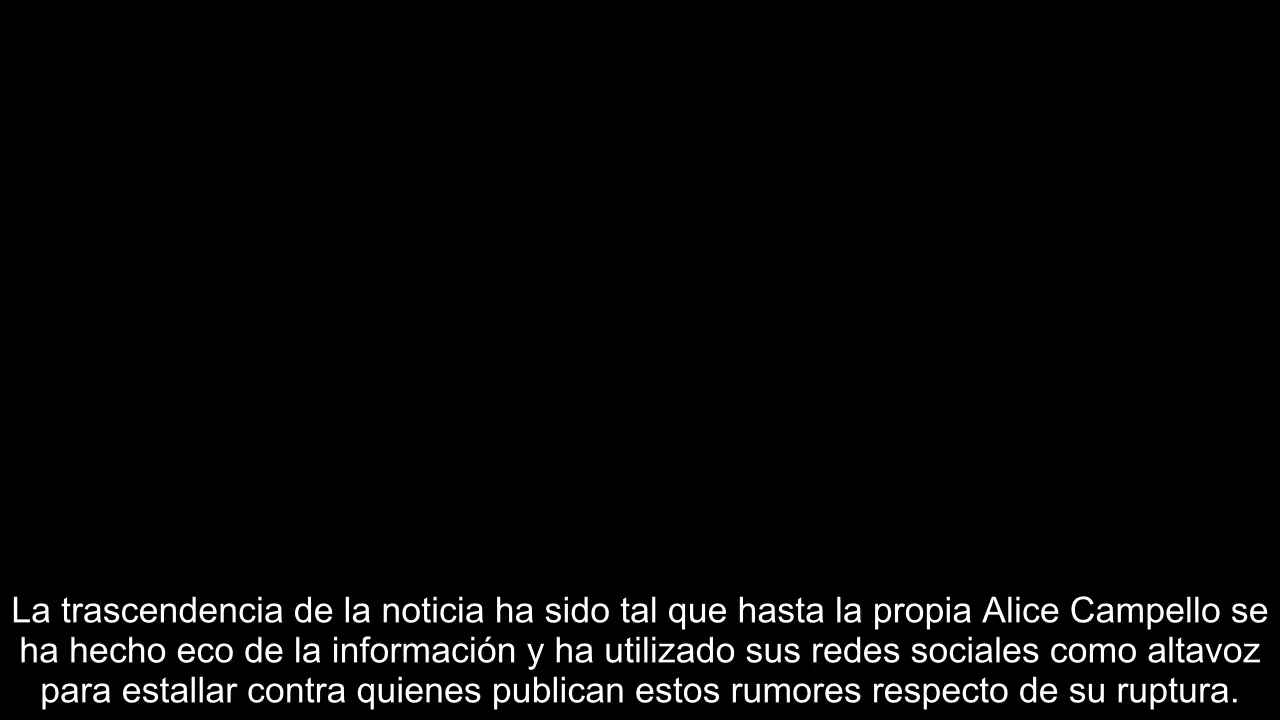 La trascendencia de la noticia ha sido tal que hasta la propia Alice Campello se
ha hecho eco de la información y ha utilizado sus redes sociales como altavoz
para estallar contra quienes publican estos rumores respecto de su ruptura.